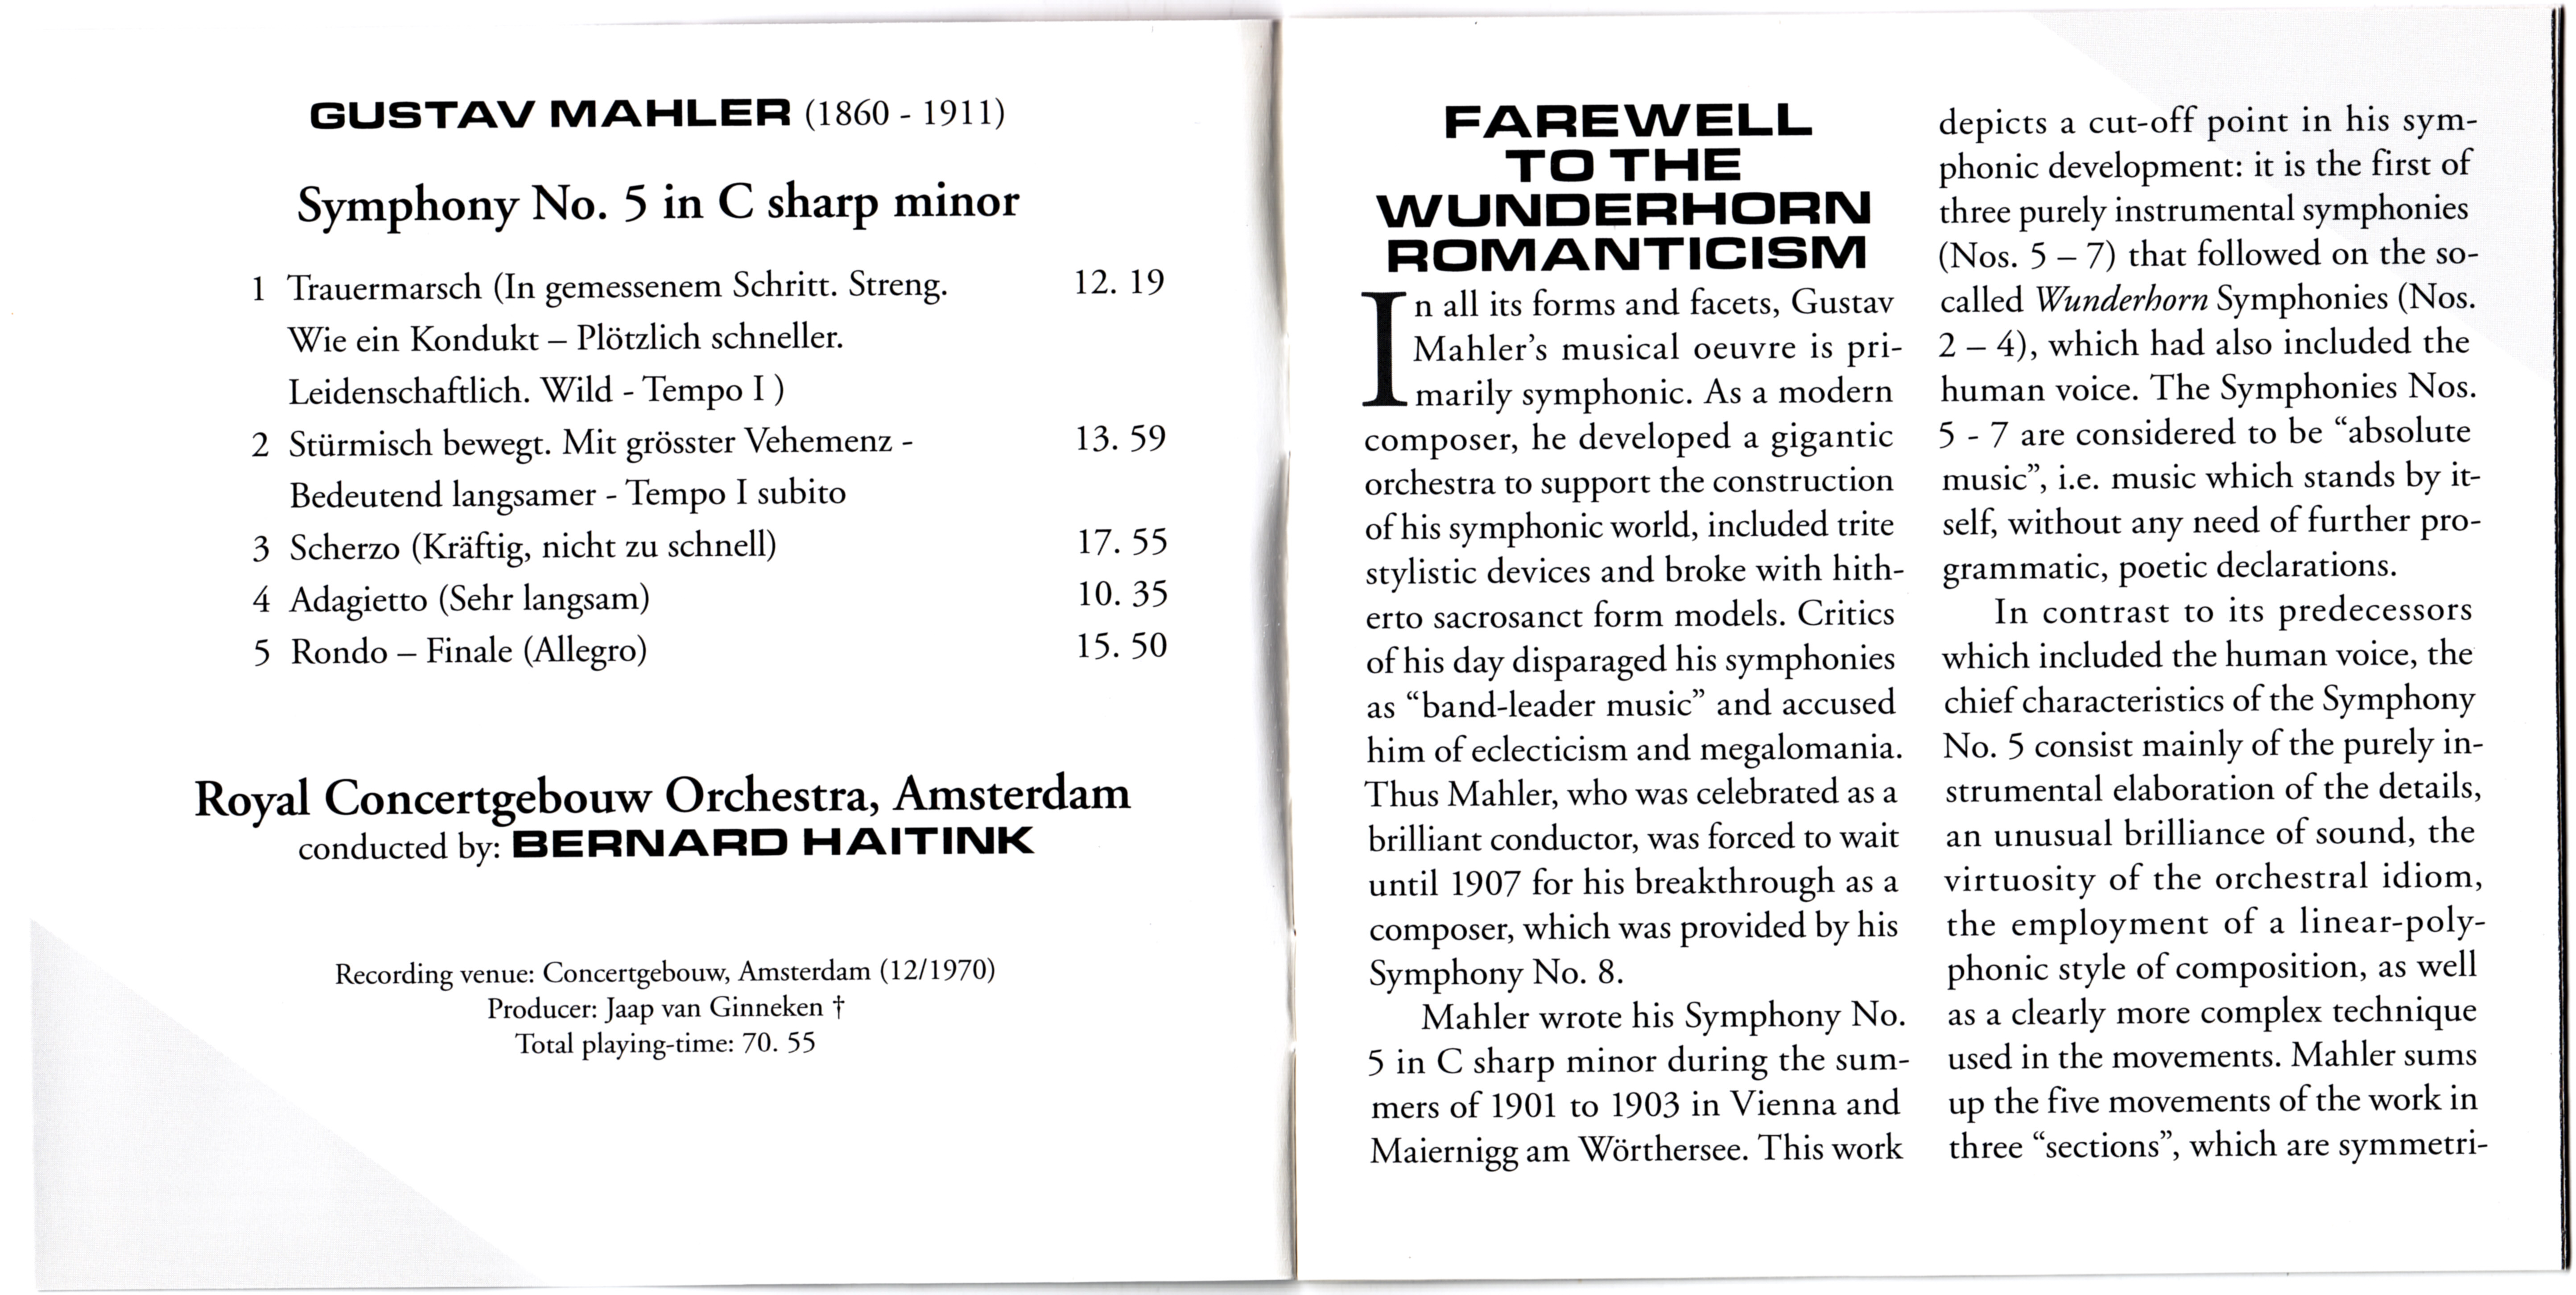 GUSTAV MAHLER (1860 - 1911)
Symphony No. 5 in C sharp minor
1 Trauermarsch (In gemessenem Schritt. Streng. 12. 19
Wie ein Kondukt – Plötzlich schneller.
Leidenschaftlich. Wild - Tempo I )
2 Stürmisch bewegt. Mit grösster Vehemenz - 13. 59
Bedeutend langsamer - Tempo I subito
3 Scherzo (Kräftig, nicht zu schnell) 17. 55
4 Adagietto (Sehr langsam) 10. 35
5 Rondo – Finale (Allegro) 15. 50
Royal Concertgebouw Orchestra, Amsterdam
conducted by: BERNARD HAITINK
Recording venue: Concertgebouw, Amsterdam (12/1970)
Producer: Jaap van Ginneken †
Total playing-time: 70. 55
FAREWELL
TO THE
WUNDERHORN
ROMANTICISM
In all its forms and facets, Gustav
Mahler's musical oeuvre is pri-
marily symphonic. As a modern
composer, he developed a gigantic
orchestra to support the construction
of his symphonic world, included trite
stylistic devices and broke with hith-
erto sacrosanct form models. Critics
of his day disparaged his symphonies
as “band-leader music” and accused
him of eclecticism and megalomania.
Thus Mahler, who was celebrated as a
brilliant conductor, was forced to wait
until 1907 for his breakthrough as a
composer, which was provided by his
Symphony No. 8.
Mahler wrote his Symphony No.
5 in C sharp minor during the sum-
mers of 1901 to 1903 in Vienna and
Maiernigg am Wörthersee. This work
depicts a cut-off point in his sym-
phonic development: it is the first of
three purely instrumental symphonies
(Nos. 5 – 7) that followed on the so-
called Wunderhorn Symphonies (Nos.
2 – 4), which had also included the
human voice. The Symphonies Nos.
5 - 7 are considered to be “absolute
music”, i.e. music which stands by it-
self, without any need of further pro-
grammatic, poetic declarations.
In contrast to its predecessors
which included the human voice, the
chief characteristics of the Symphony
No. 5 consist mainly of the purely in-
strumental elaboration of the details,
an unusual brilliance of sound, the
virtuosity of the orchestral idiom,
the employment of a linear-poly-
phonic style of composition, as well
as a clearly more complex technique
used in the movements. Mahler sums
up the five movements of the work in
three “sections”, which are symmetri-